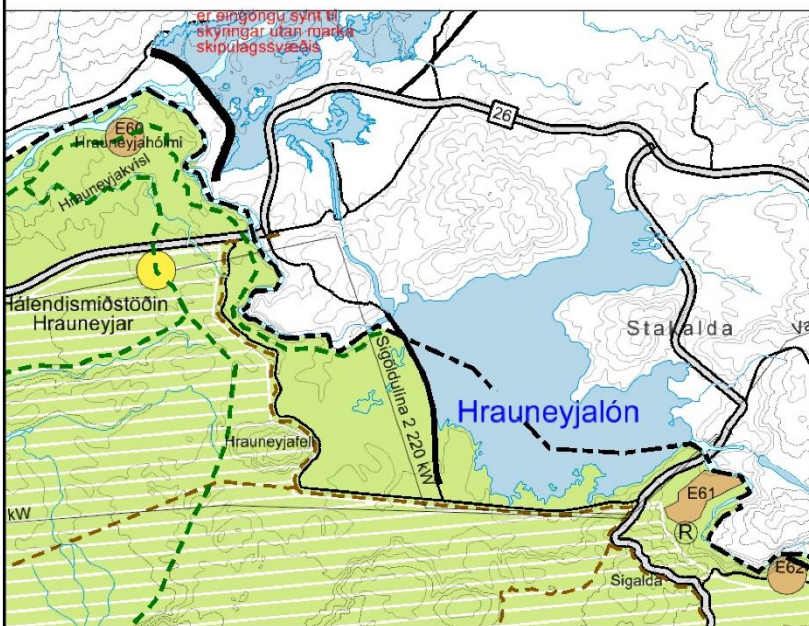 er eingöngu sýnt til
skýringar utan marka
skipulagssvæðis
26
E60
Hrauneyjahólmi
Hrauneyjakvísl
Hálendismiðstöðin
Hrauneyjar
Stakalda
Sigöldulína 2 220 kW
Hrauneyjalón
Hrauneyjafell
kW
E61
R
E62
Sigalda